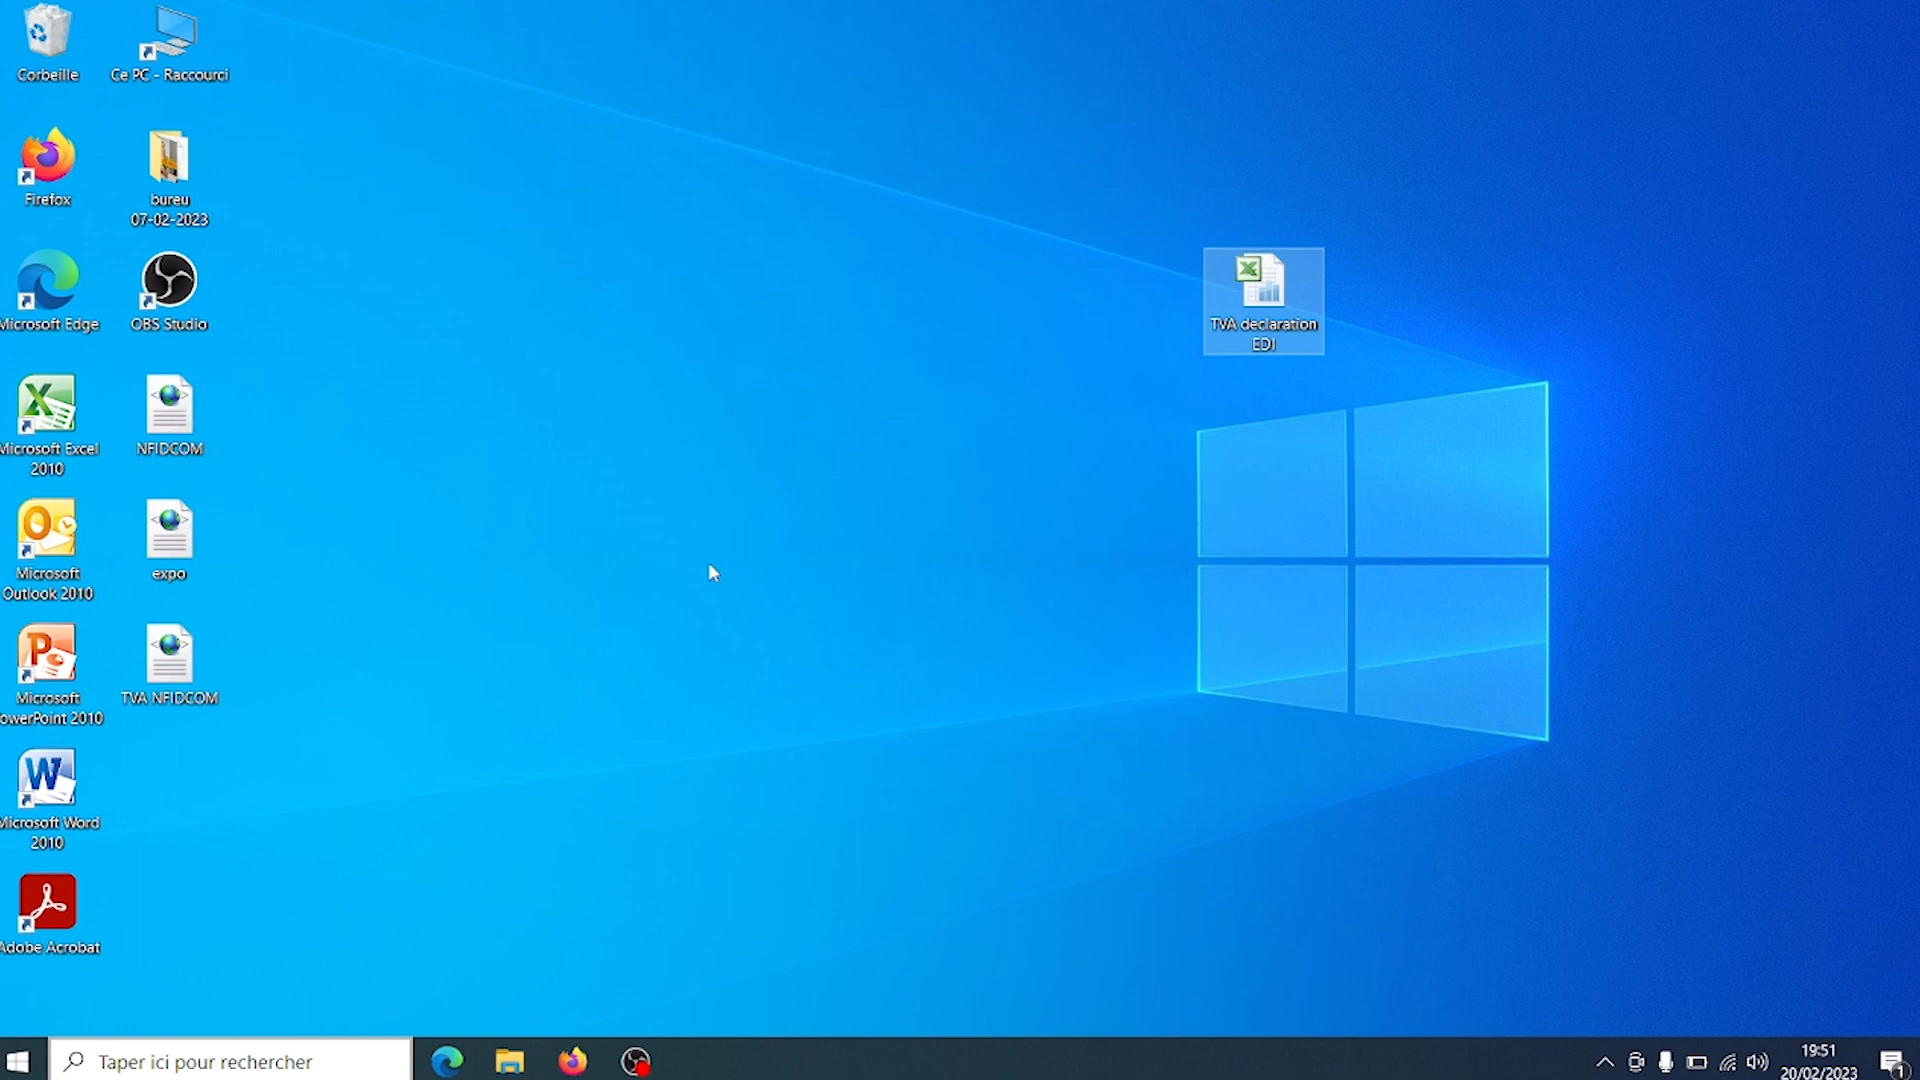 Corbeille
Ce PC - Raccourci
Firefox
bureu
07-02-2023
Microsoft Edge
OBS Studio
TVA declaration
EDI
Microsoft Excel
2010
NFIDCOM
Microsoft
Outlook 2010
expo
Microsoft
owerPoint 2010
TVA NFIDCOM
Microsoft Word
2010
Adobe Acrobat
Taper ici pour rechercher
19:51
20/02/2023
1